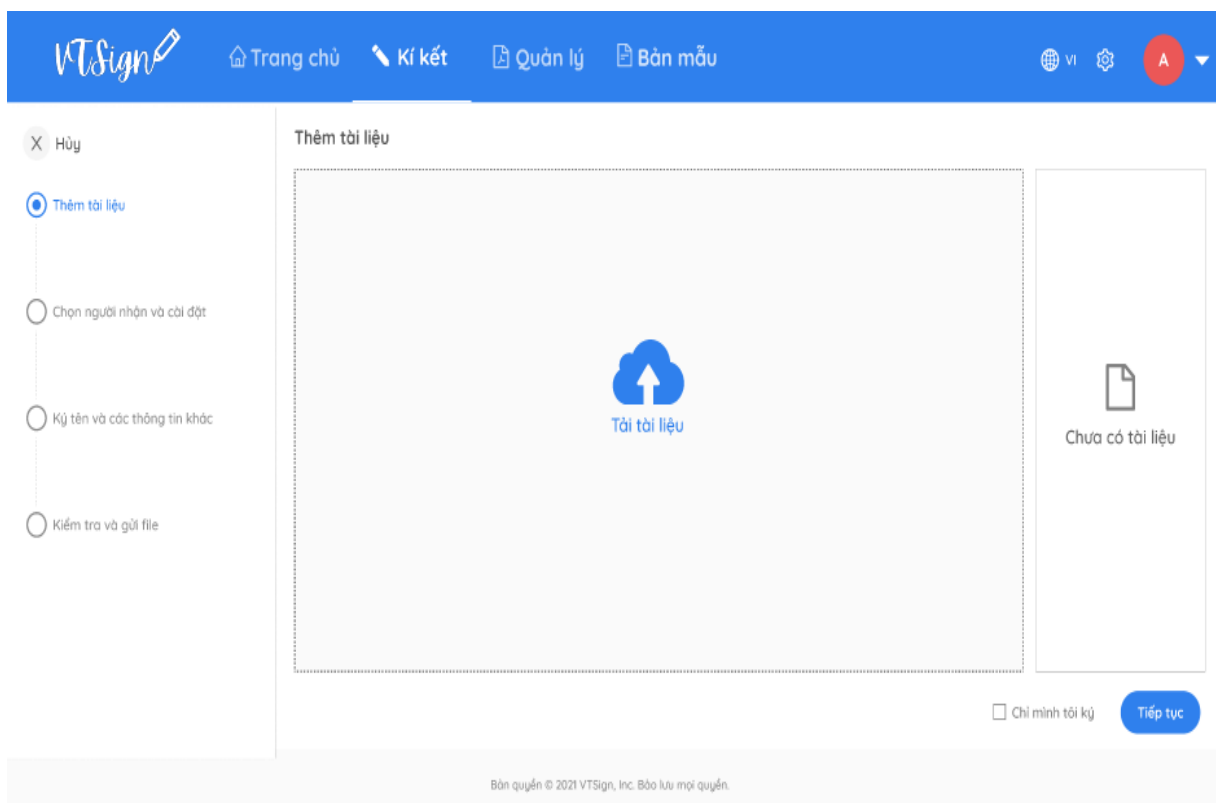 VTSign
Trang chủ
Kí kết
Quản lý
Bản mẫu
VI
A
X Hủy
Thêm tài liệu
Thêm tài liệu
Chọn người nhận và cài đặt
Ký tên và các thông tin khác
Kiểm tra và gửi file
Tải tài liệu
Chưa có tài liệu
Chỉ mình tôi ký
Tiếp tục
Bản quyền © 2021 VTSign, Inc. Bảo lưu mọi quyền.